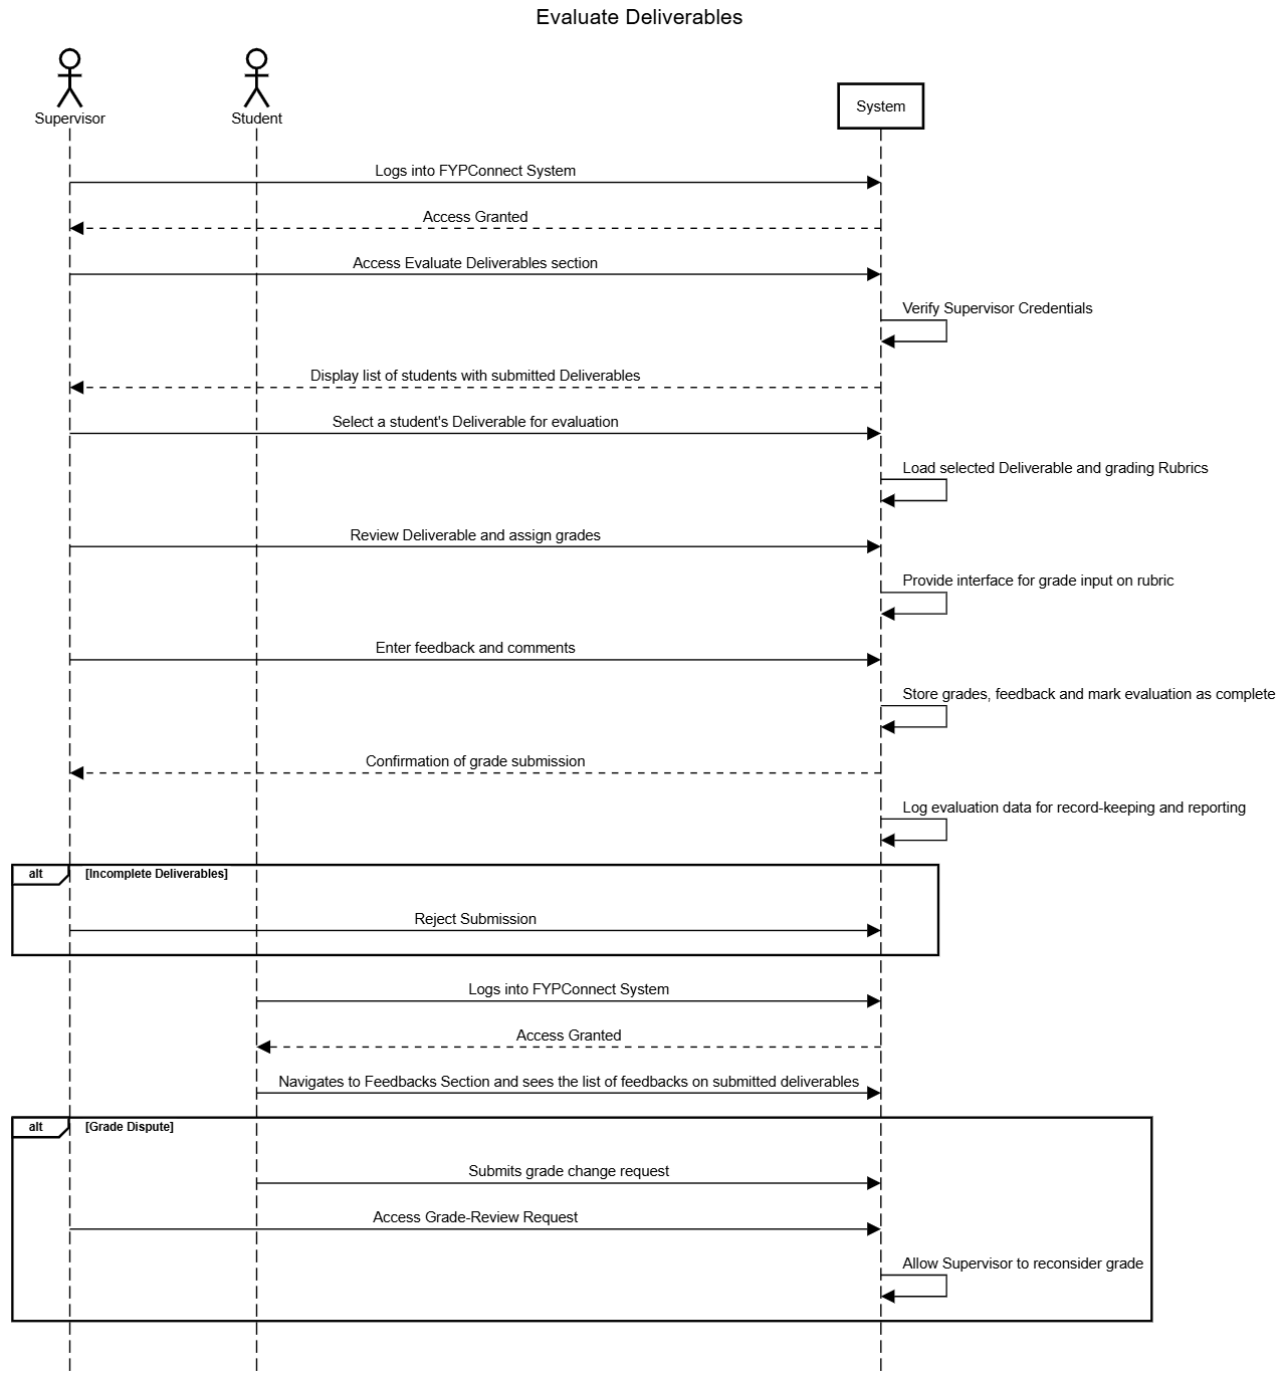 Evaluate Deliverables
Supervisor
Student
System
Logs into FYPConnect System
Access Granted
Access Evaluate Deliverables section
Verify Supervisor Credentials
Display list of students with submitted Deliverables
Select a student's Deliverable for evaluation
Load selected Deliverable and grading Rubrics
Review Deliverable and assign grades
Provide interface for grade input on rubric
Enter feedback and comments
Store grades, feedback and mark evaluation as complete
Confirmation of grade submission
Log evaluation data for record-keeping and reporting
alt
[Incomplete Deliverables]
Reject Submission
Logs into FYPConnect System
Access Granted
Navigates to Feedbacks Section and sees the list of feedbacks on submitted deliverables
alt
[Grade Dispute]
Submits grade change request
Access Grade-Review Request
Allow Supervisor to reconsider grade